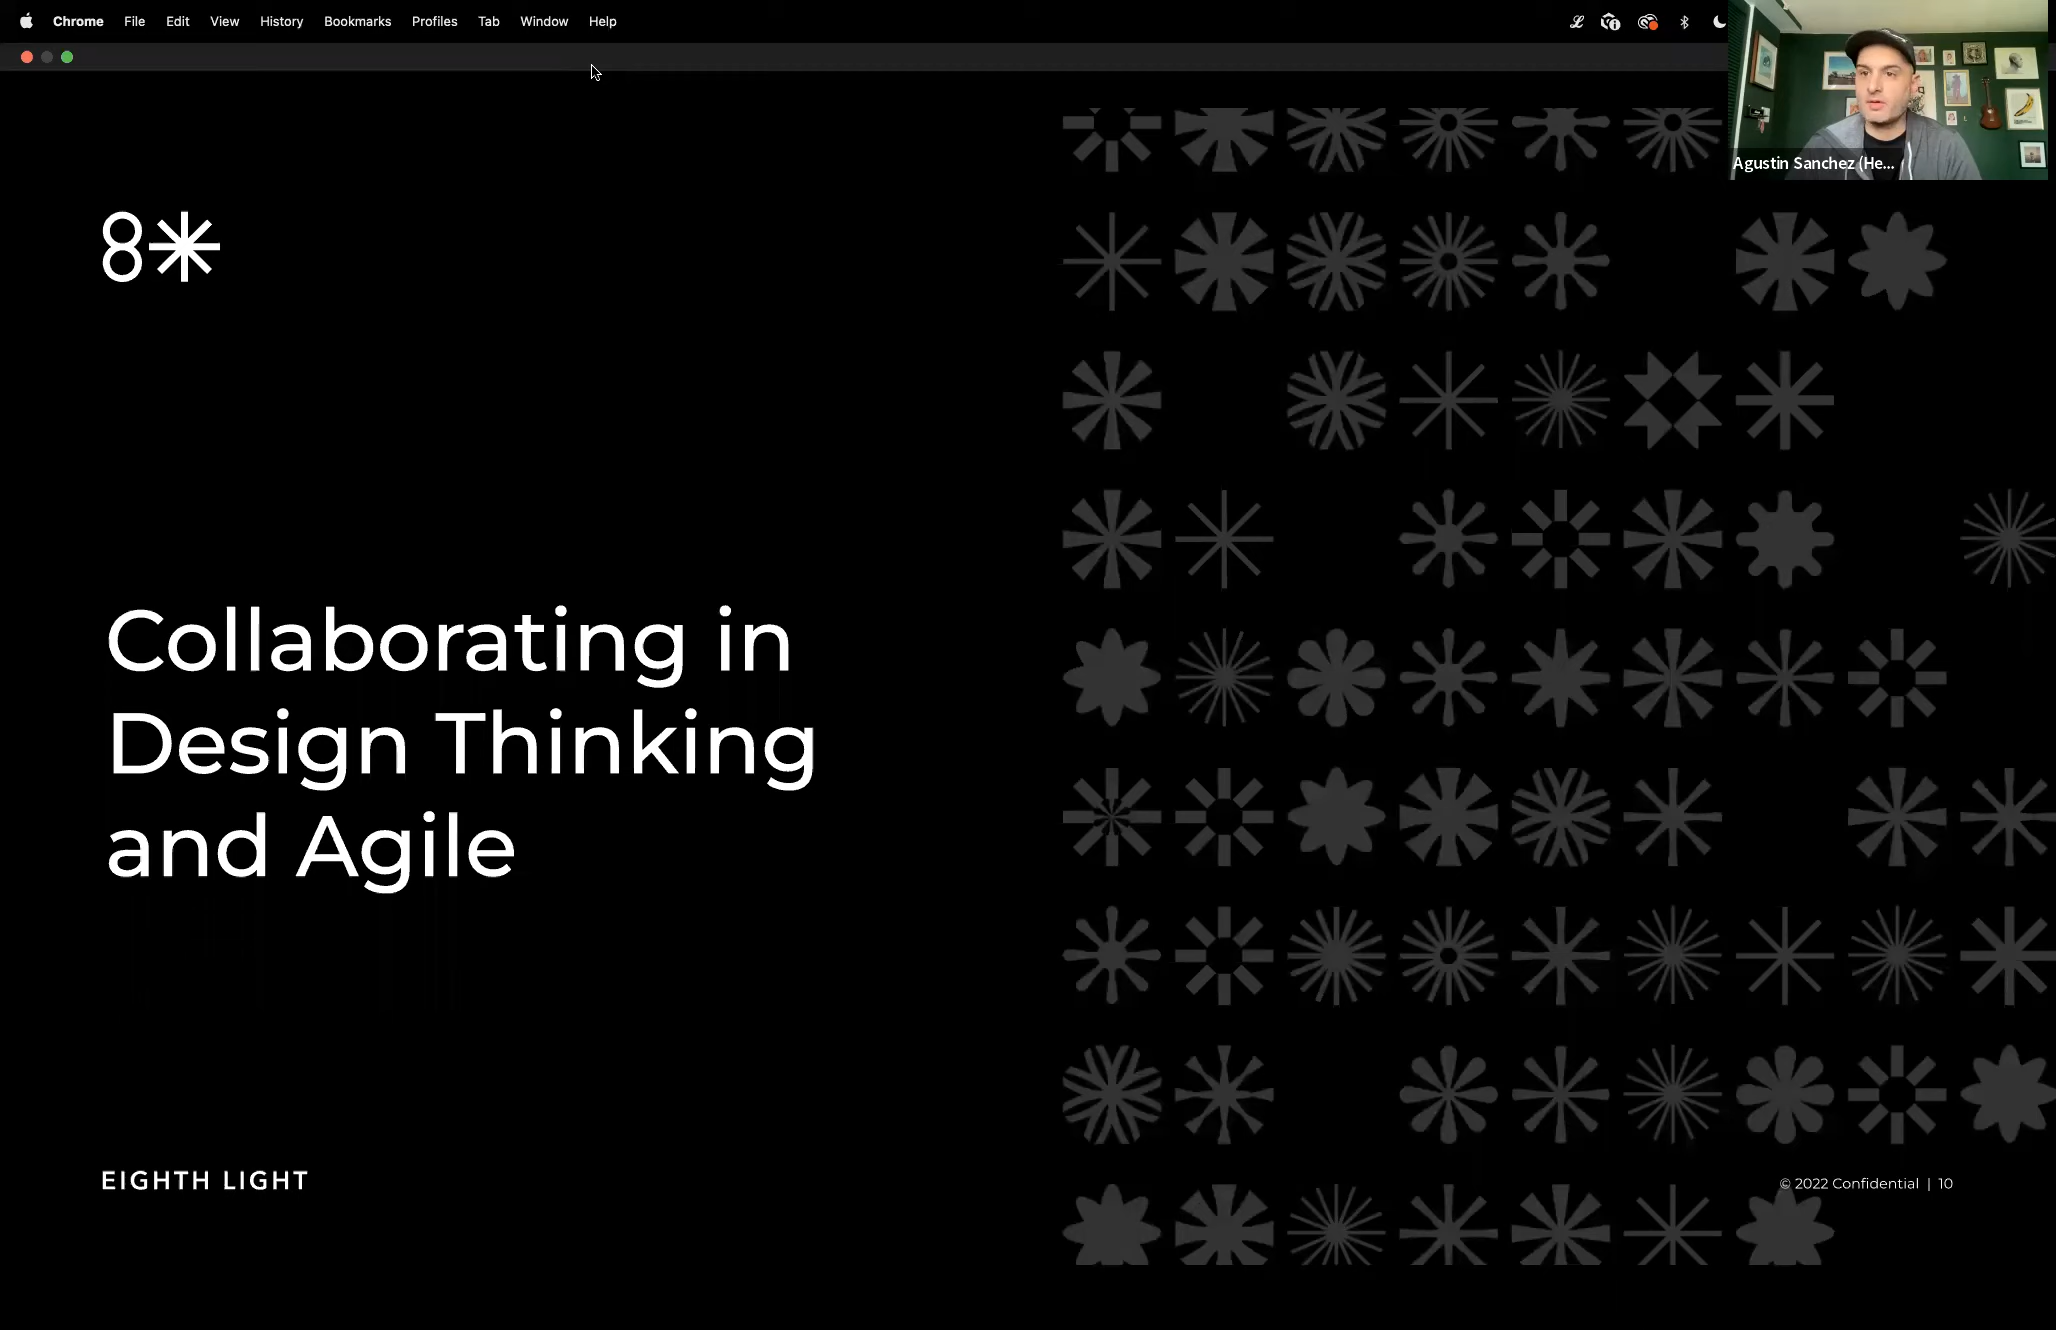 Chrome File Edit View History Bookmarks Profiles Tab Window Help
Agustin Sanchez (He...
8*
Collaborating in
Design Thinking
and Agile
EIGHTH LIGHT
© 2022 Confidential | 10